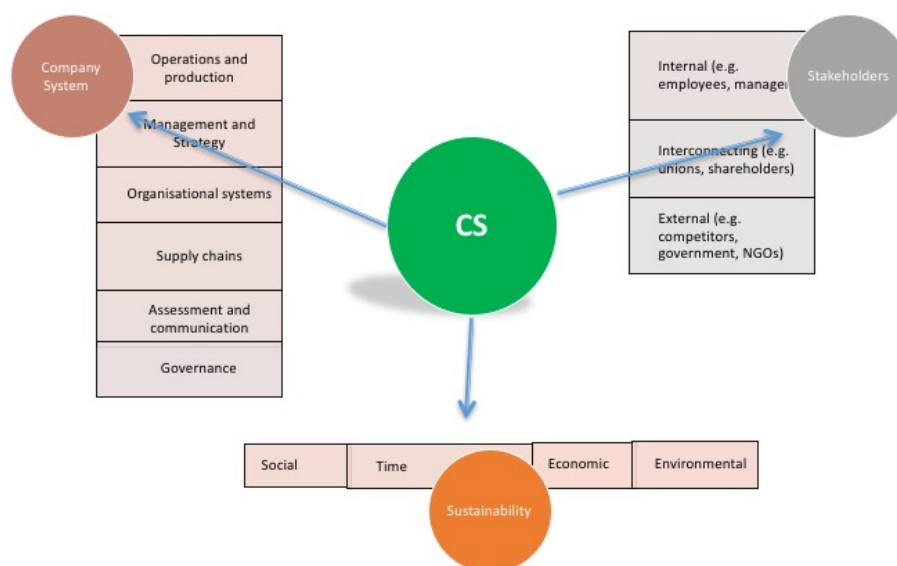 Company
System
Operations and
production
Management and
Strategy
Organisational systems
Supply chains
Assessment and
communication
Governance
CS
Internal (e.g.
employees, manager
Stakeholders
Interconnecting (e.g.
unions, shareholders)
External (e.g.
competitors,
government, NGOs)
Social
Time
Economic
Environmental
Sustainability